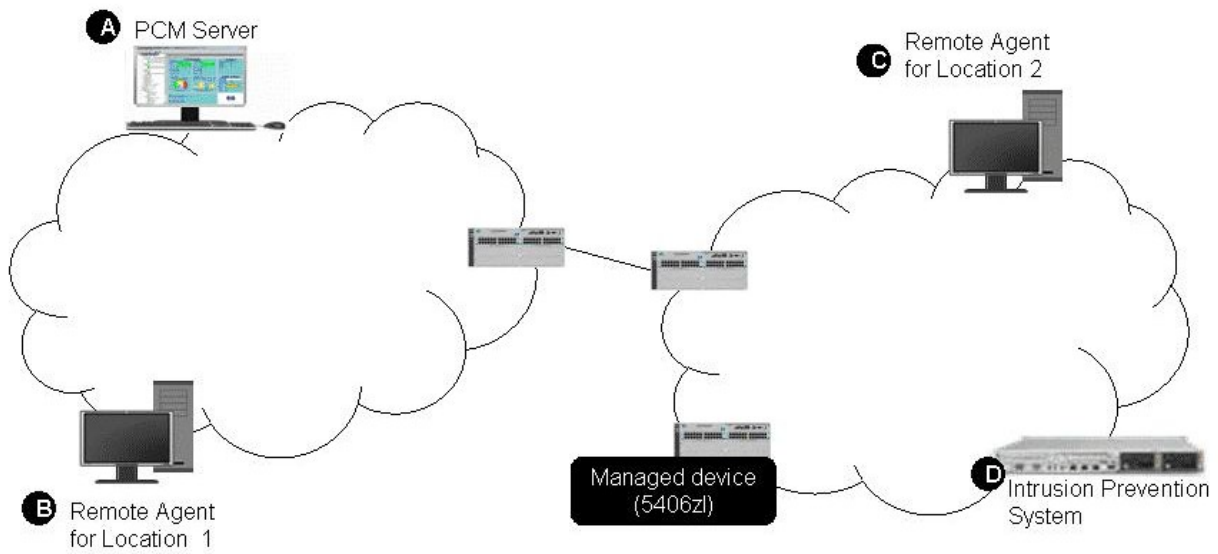 A
PCM Server
C
Remote Agent
for Location 2
Managed device
(5406zl)
D
Intrusion Prevention
System
B
Remote Agent
for Location 1